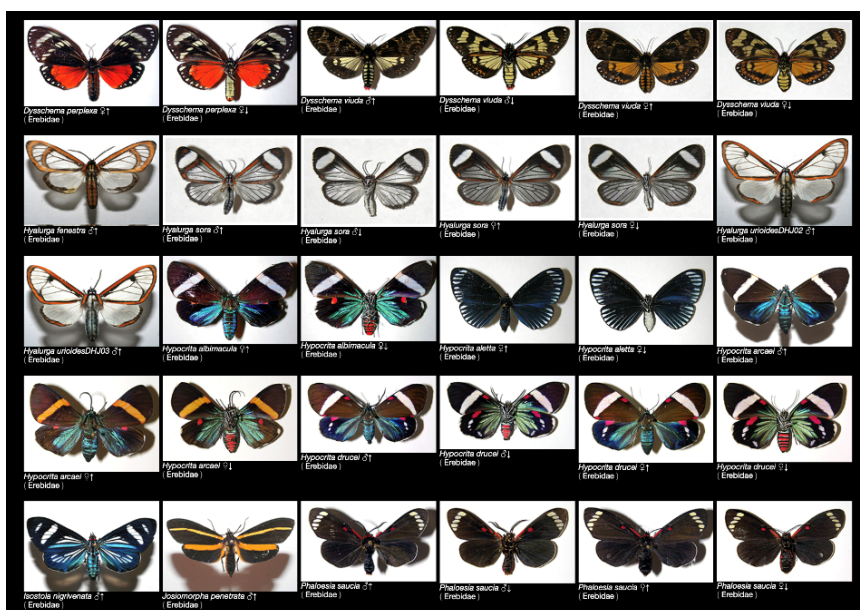 Dysschema perplexa ♀↑
( Erebidae )
Dysschema perplexa ♀↓
( Erebidae )
Dysschema viuda ♂↑
( Erebidae )
Dysschema viuda ♂↓
( Erebidae )
Dysschema viuda ♀↑
( Erebidae )
Dysschema viuda ♀↓
( Erebidae )
Hyalurga fenestra ♂↑
( Erebidae )
Hyalurga sora ♂↑
( Erebidae )
Hyalurga sora ♂↓
( Erebidae )
Hyalurga sora ♀↑
( Erebidae )
Hyalurga sora ♀↓
( Erebidae )
Hyalurga urioidesDHJ02 ♂↑
( Erebidae )
Hyalurga urioidesDHJ03 ♂↑
( Erebidae )
Hypocrita albimacula ♀↑
( Erebidae )
Hypocrita albimacula ♀↓
( Erebidae )
Hypocrita aletta ♀↑
( Erebidae )
Hypocrita aletta ♀↓
( Erebidae )
Hypocrita arcaei ♂↑
( Erebidae )
Hypocrita arcaei ♀↑
( Erebidae )
Hypocrita arcaei ♀↓
( Erebidae )
Hypocrita drucei ♂↑
( Erebidae )
Hypocrita drucei ♂↓
( Erebidae )
Hypocrita drucei ♀↑
( Erebidae )
Hypocrita drucei ♀↓
( Erebidae )
Isostola nigrivenata ♂↑
( Erebidae )
Josiomorpha penetrata ♂↑
( Erebidae )
Phaloesia saucia ♂↑
( Erebidae )
Phaloesia saucia ♂↓
( Erebidae )
Phaloesia saucia ♀↑
( Erebidae )
Phaloesia saucia ♀↓
( Erebidae )